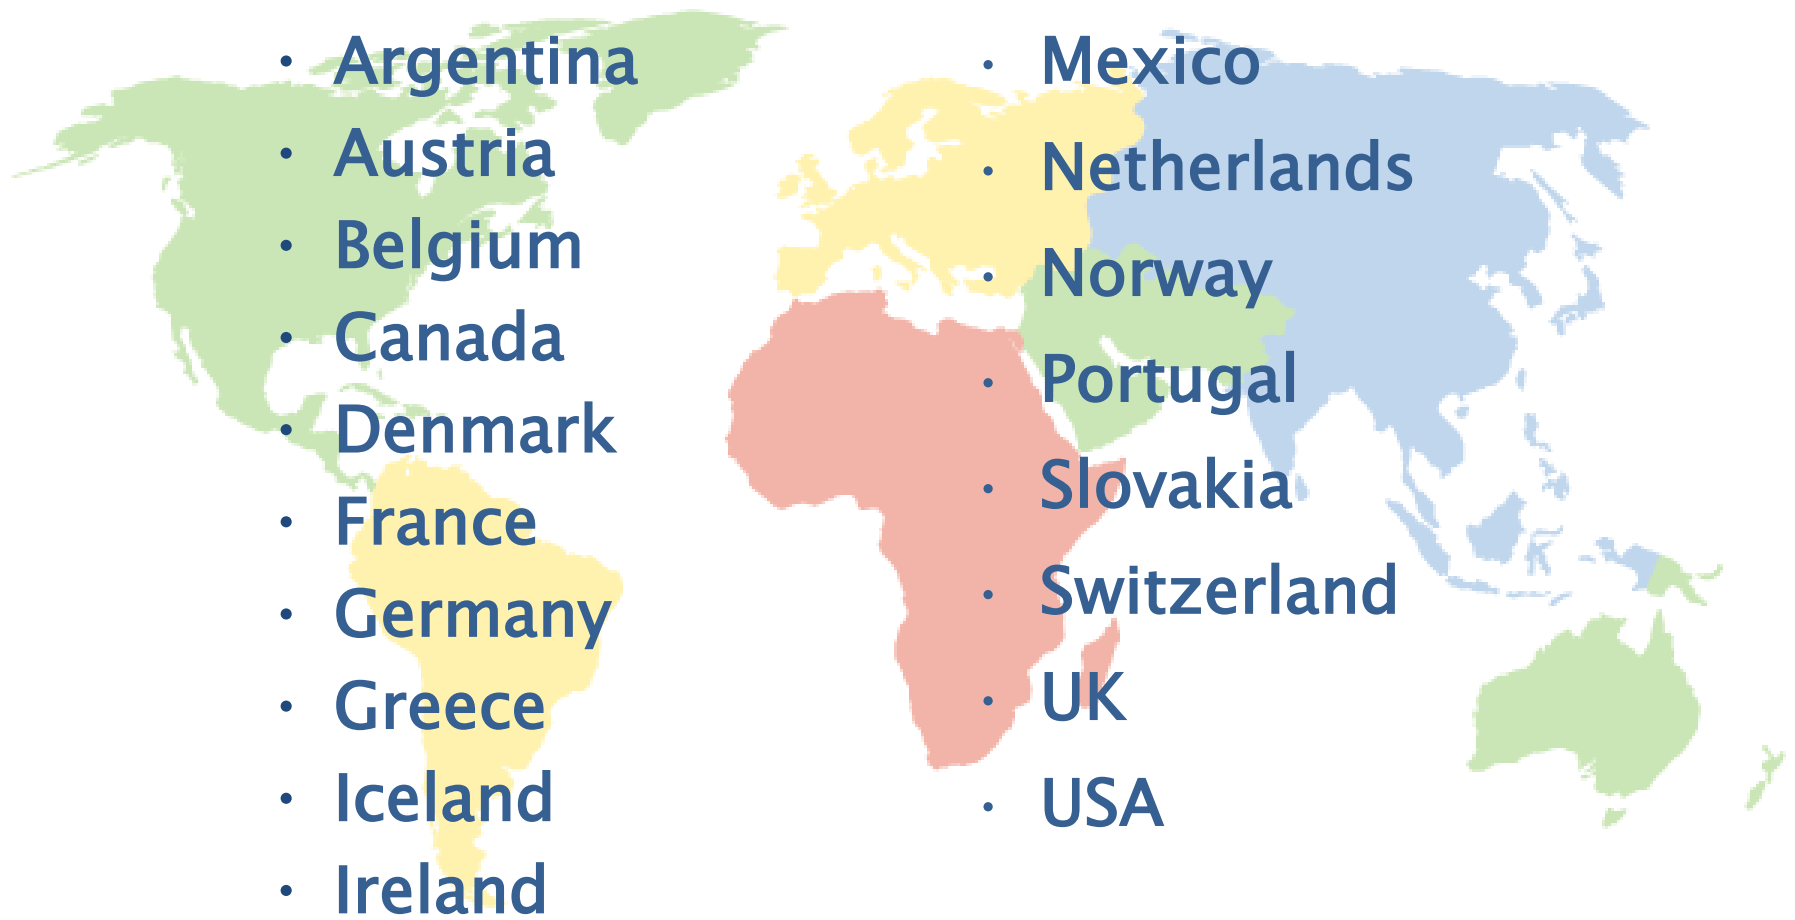 • Argentina
• Austria
• Belgium
• Canada
• Denmark
• France
• Germany
• Greece
• Iceland
• Ireland
• Mexico
• Netherlands
• Norway
• Portugal
• Slovakia
• Switzerland
• UK
• USA